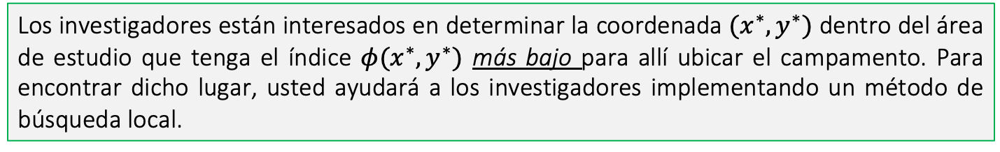 Los investigadores están interesados en determinar la coordenada (x*, y*) dentro del área
de estudio que tenga el índice ϕ(x*, y*) más bajo para allí ubicar el campamento. Para
encontrar dicho lugar, usted ayudará a los investigadores implementando un método de
búsqueda local.